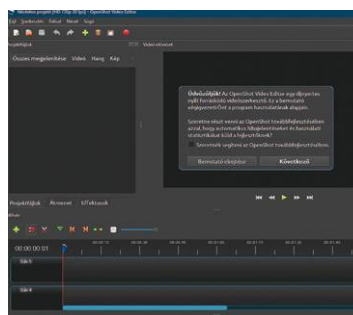 Névtelen projekt [HD 720p 30 fps] - OpenShot Video Editor
Fájl Szerkesztés Nézet Súgó
Projektfájlok
Videó előnézet
Összes megjelenítése Videó Hang Kép
Üdvözöljük! Az OpenShot Video Editor egy díjnyertes
nyílt forráskódú videószerkesztő. Ez a bemutató
végigvezeti Önt a program használatának alapjain.
Szeretne részt venni az OpenShot továbbfejlesztésében
azzal, hogy automatikus hibajelentéseket és használati
statisztikákat küld a fejlesztőknek?
Szeretnék segíteni az OpenShot továbbfejlesztésében
Bemutató elrejtése Következő
Projektfájlok Átmenet Effektusok
00:00:00:01
Sáv 5
Sáv 4